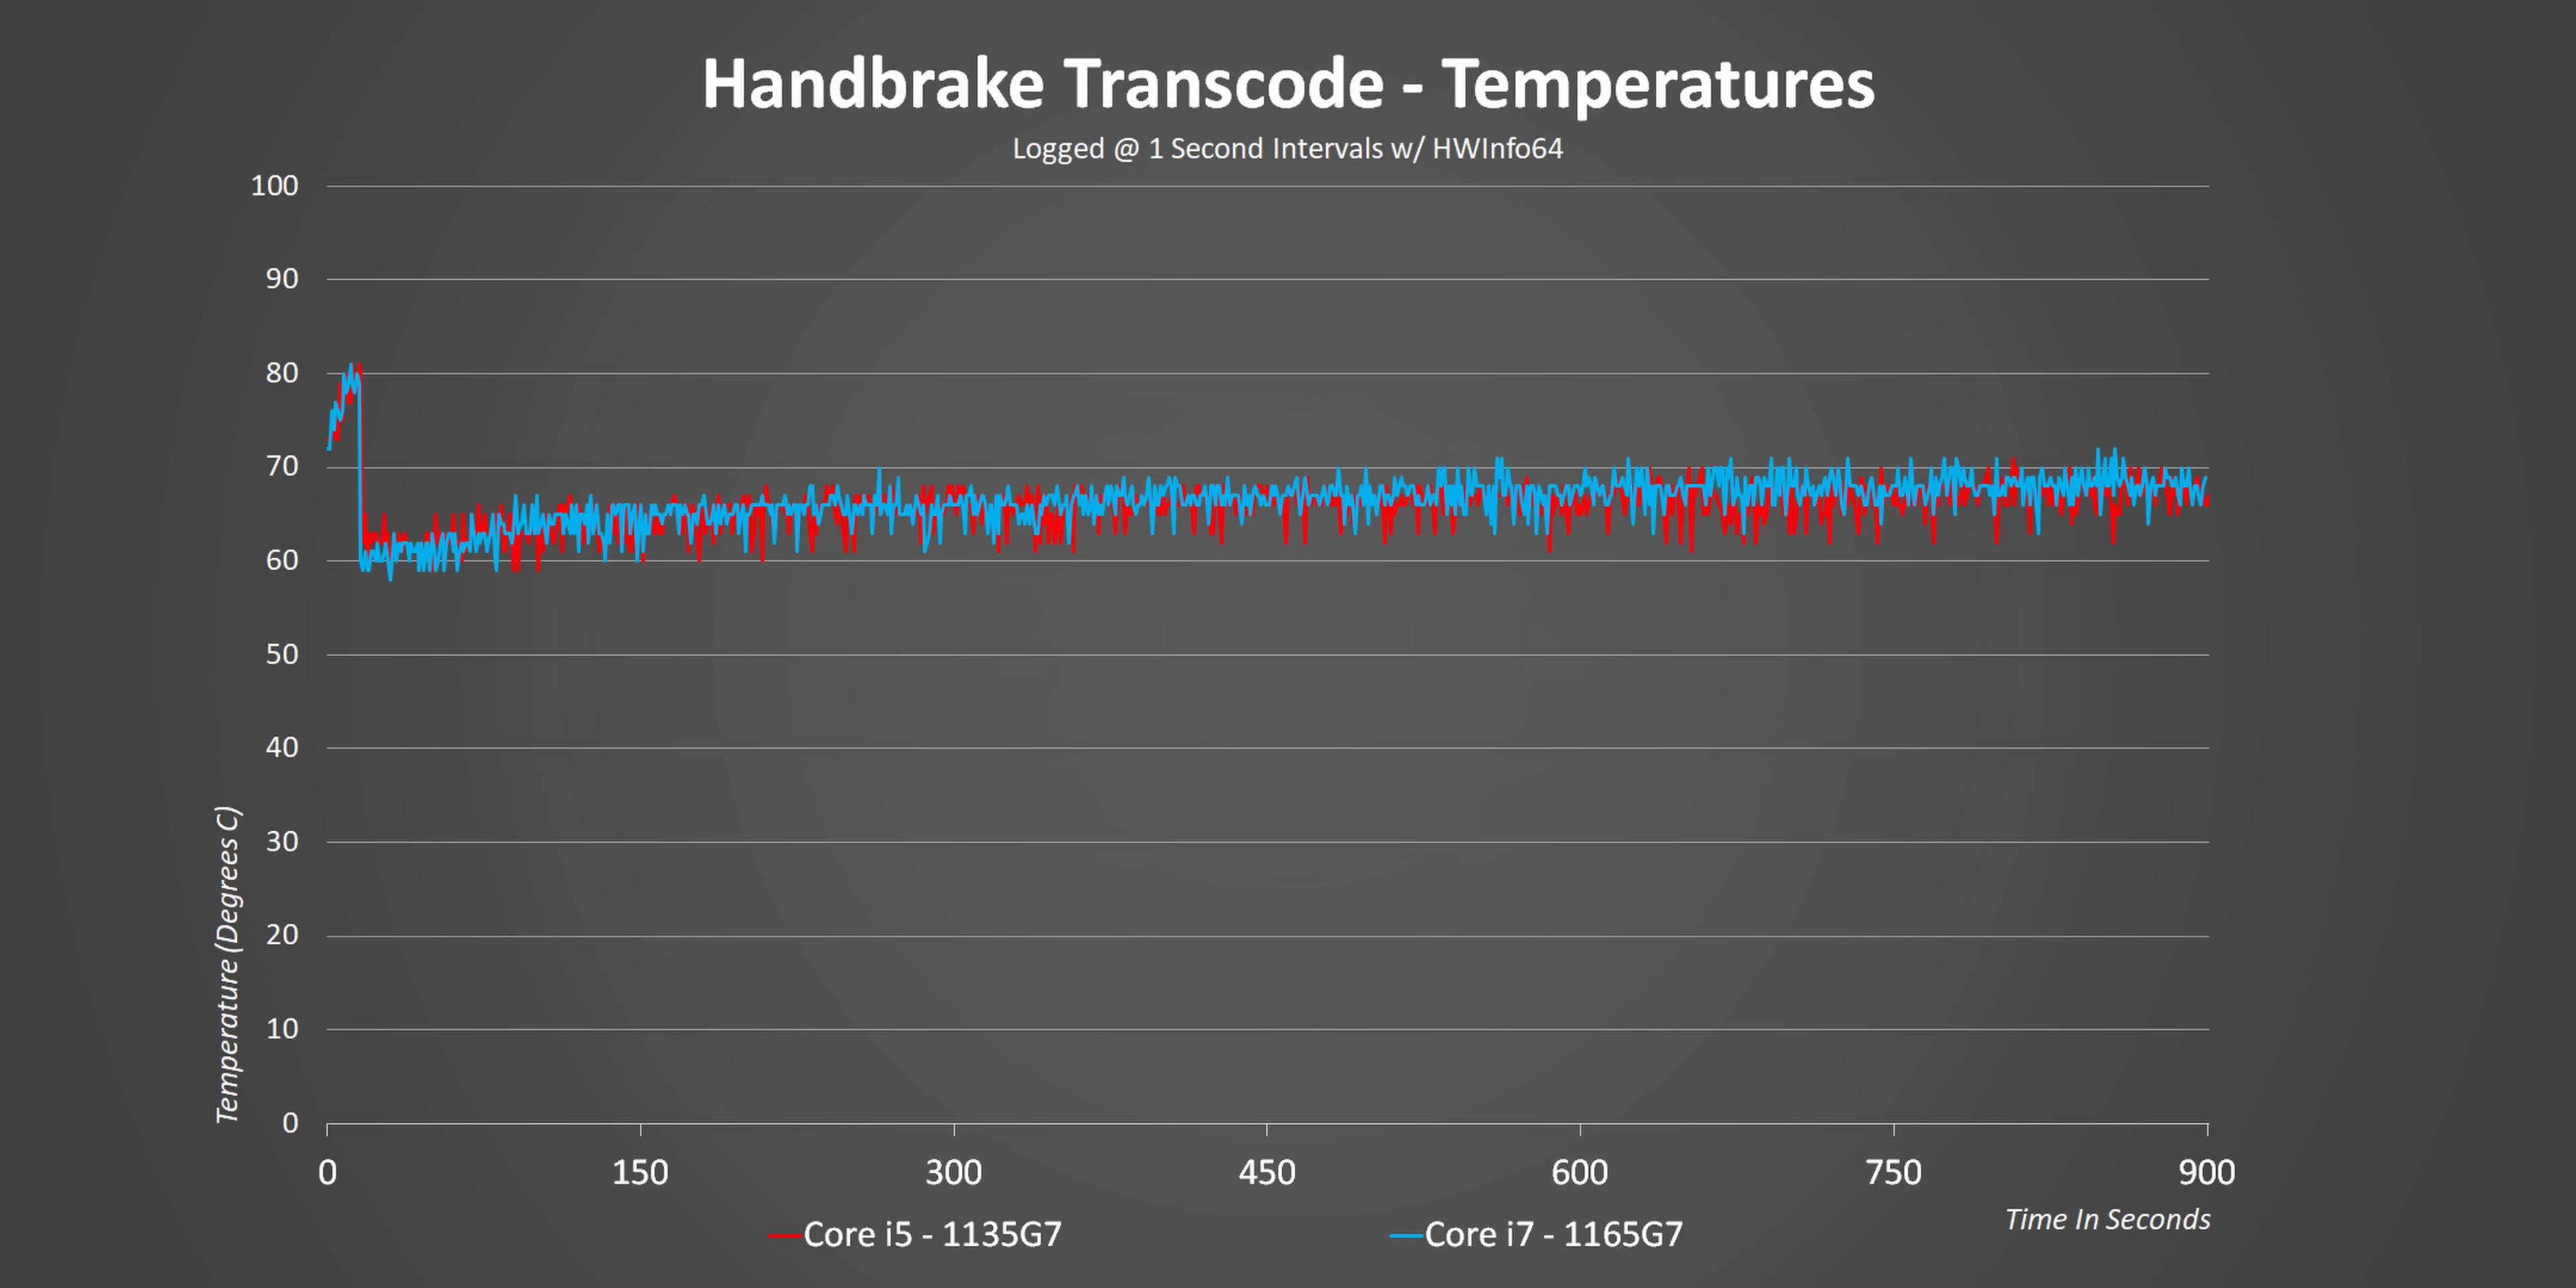 Handbrake Transcode - Temperatures
Logged @ 1 Second Intervals w/ HWInfo64
100
90
80
70
60
50
40
30
20
10
0
Temperature (Degrees C)
0 150 300 450 600 750 900
Time In Seconds
Core i5 - 1135G7
Core i7 - 1165G7